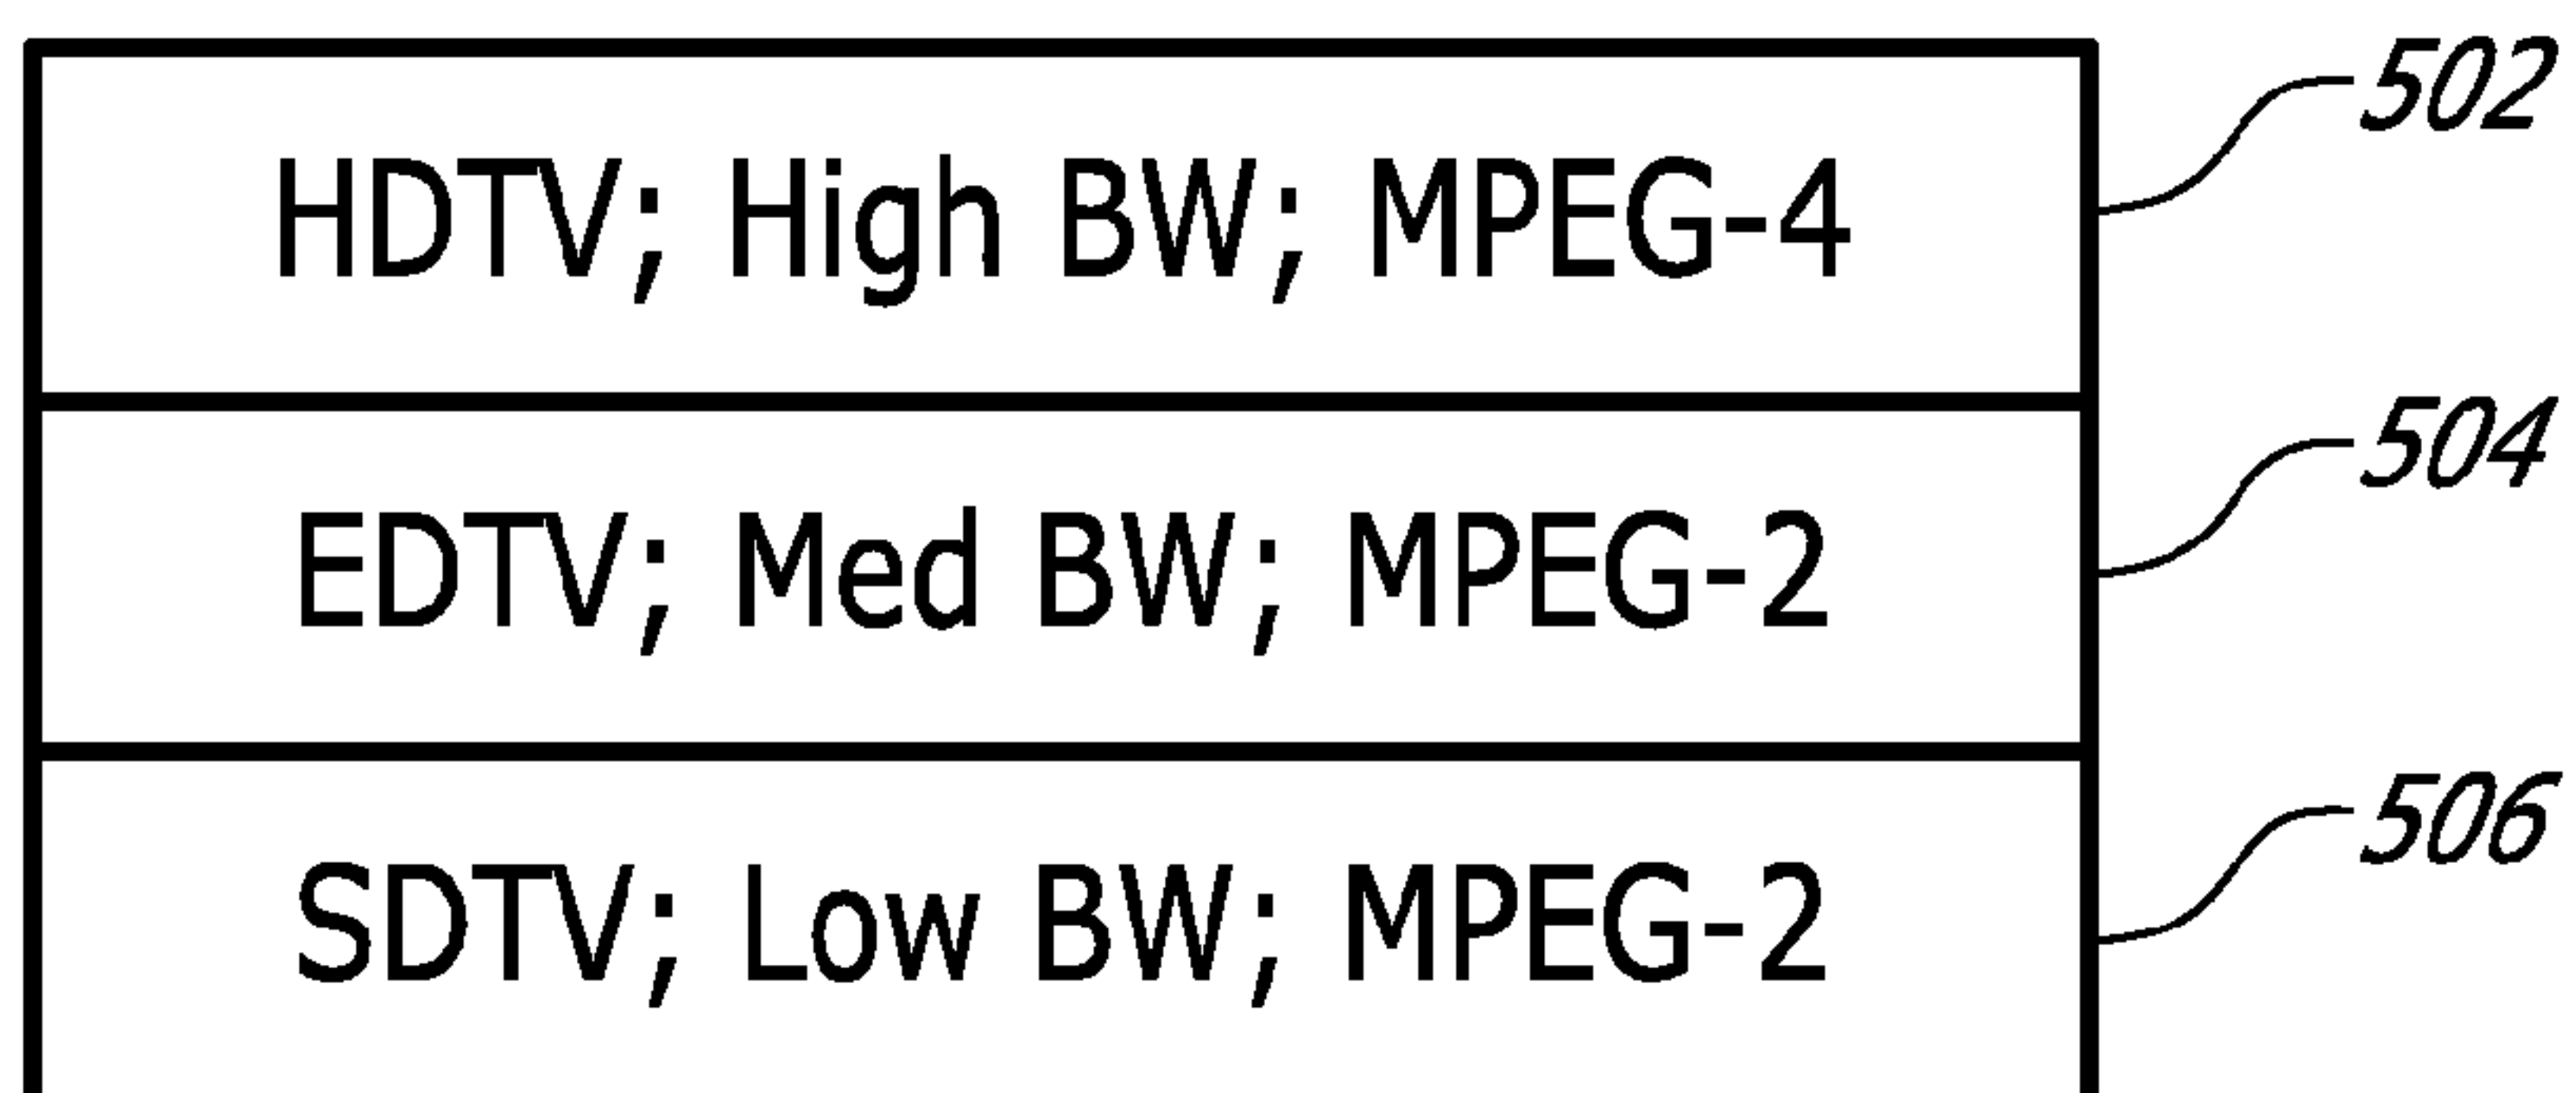 HDTV; High BW; MPEG-4 502
EDTV; Med BW; MPEG-2 504
SDTV; Low BW; MPEG-2 506